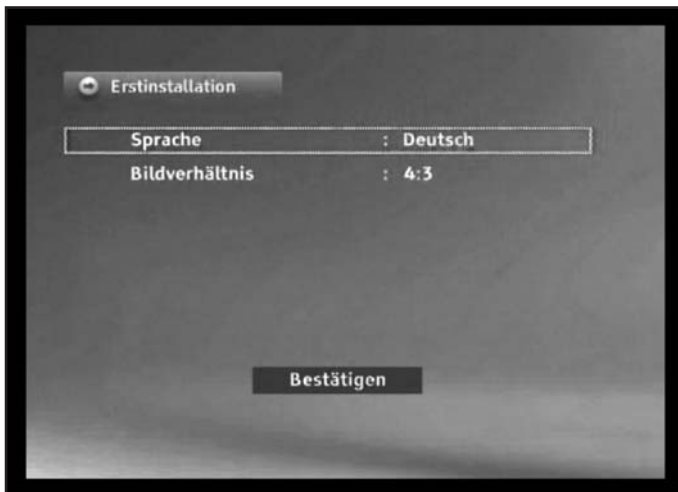 Erstinstallation
Sprache : Deutsch
Bildverhältnis : 4:3
Bestätigen